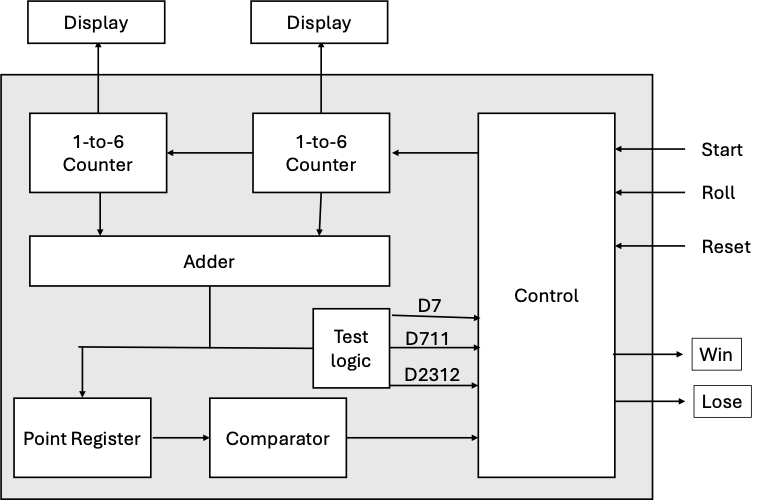 Display
Display
1-to-6
Counter
1-to-6
Counter
Start
Roll
Reset
Adder
Control
D7
Test
logic
D711
D2312
Win
Lose
Point Register
Comparator